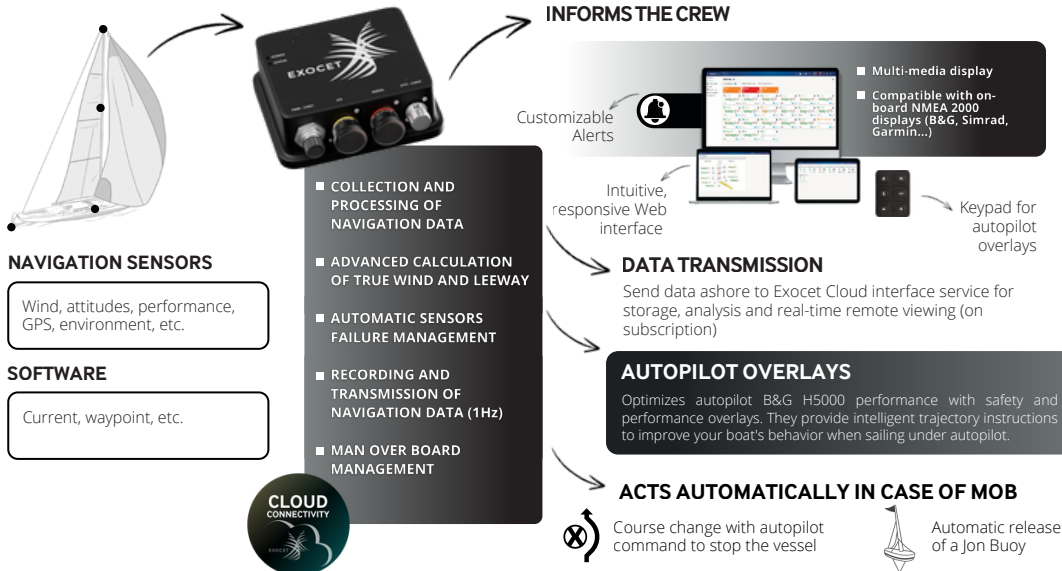 INFORMS THE CREW
EXOCET
Multi-media display
Compatible with on-
board NMEA 2000
displays (B&G, Simrad,
Garmin...)
Customizable
Alerts
Intuitive,
responsive Web
interface
Keypad for
autopilot
overlays
NAVIGATION SENSORS
Wind, attitudes, performance,
GPS, environment, etc.
SOFTWARE
Current, waypoint, etc.
COLLECTION AND
PROCESSING OF
NAVIGATION DATA
ADVANCED CALCULATION
OF TRUE WIND AND LEEWAY
AUTOMATIC SENSORS
FAILURE MANAGEMENT
RECORDING AND
TRANSMISSION OF
NAVIGATION DATA (1Hz)
MAN OVER BOARD
MANAGEMENT
CLOUD
CONNECTIVITY
EXOCET
DATA TRANSMISSION
Send data ashore to Exocet Cloud interface service for
storage, analysis and real-time remote viewing (on
subscription)
AUTOPILOT OVERLAYS
Optimizes autopilot B&G H5000 performance with safety and
performance overlays. They provide intelligent trajectory instructions
to improve your boat's behavior when sailing under autopilot.
ACTS AUTOMATICALLY IN CASE OF MOB
Course change with autopilot
command to stop the vessel
Automatic release
of a Jon Buoy